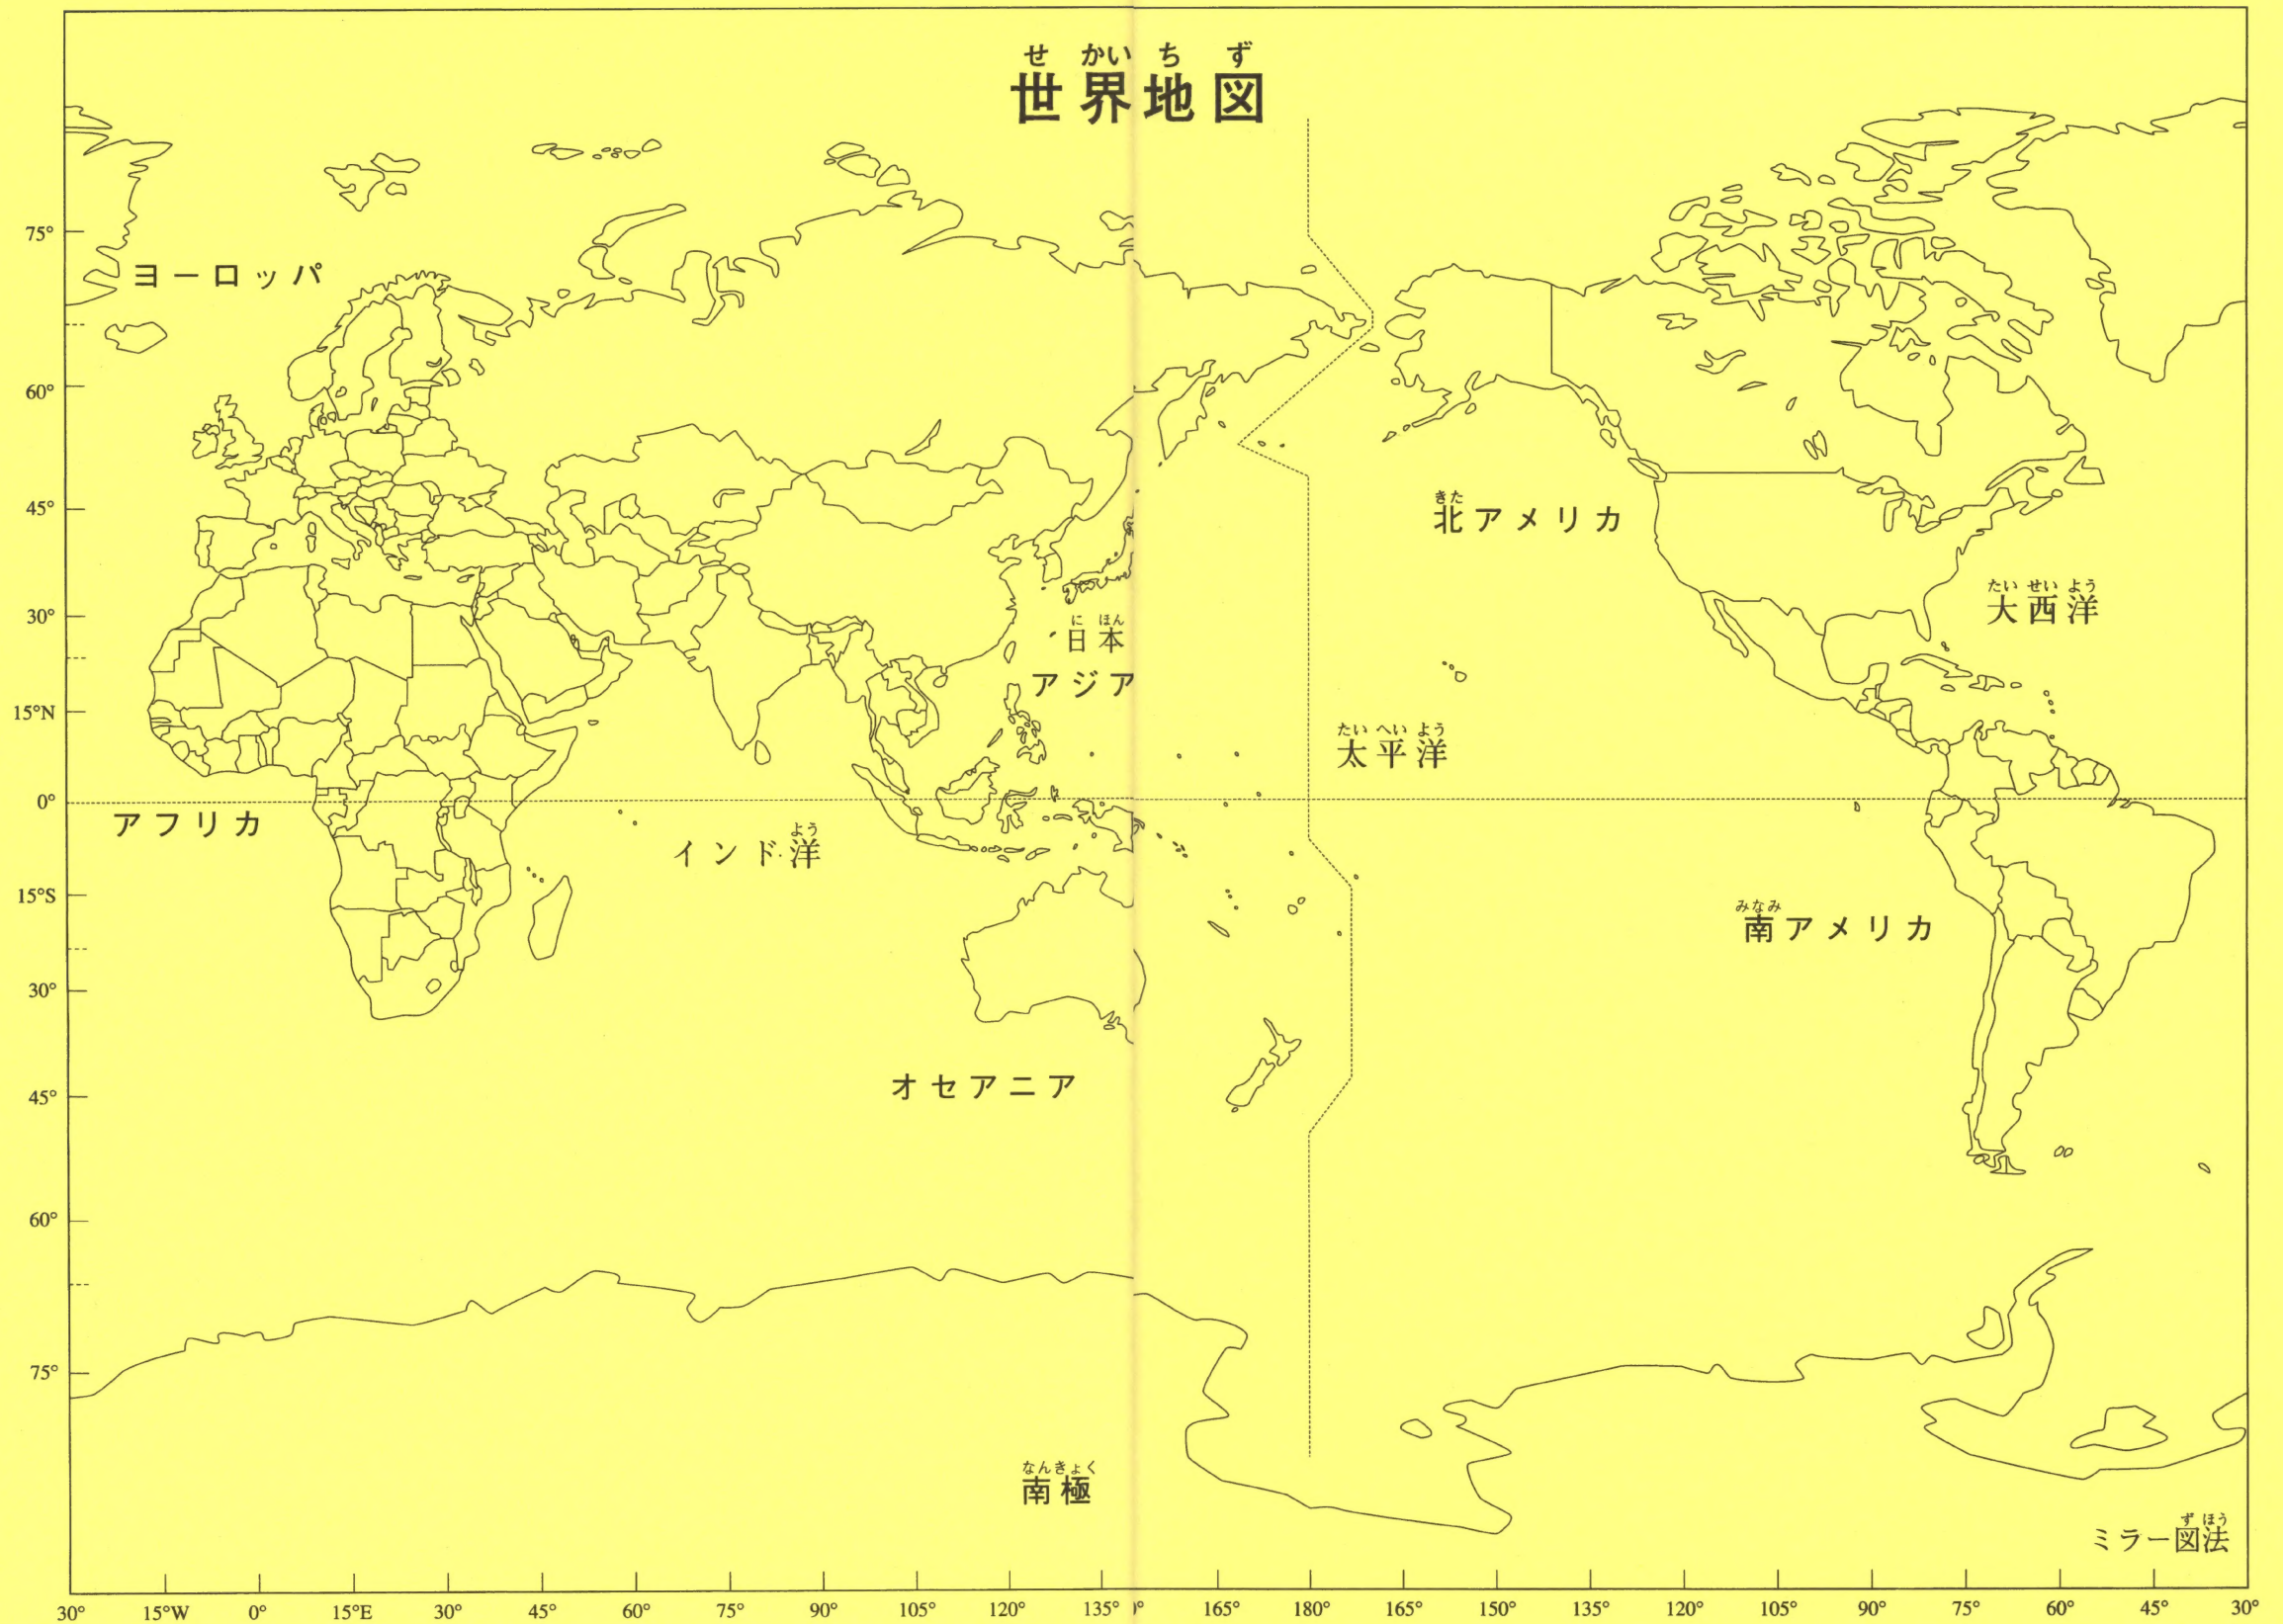 せ かい ち ず
世界地図
75°
ヨーロッパ
60°
45°
きた
北アメリカ
たい せい よう
大西洋
30°
に ほん
日本
アジア
15°N
たい へい よう
太平洋
0°
アフリカ
よう
インド洋
15°S
みなみ
南アメリカ
30°
オセアニア
45°
60°
75°
なんきょく
南極
ず ほう
ミラー図法
30° 15°W 0° 15°E 30° 45° 60° 75° 90° 105° 120° 135° 165° 180° 165° 150° 135° 120° 105° 90° 75° 60° 45° 30°